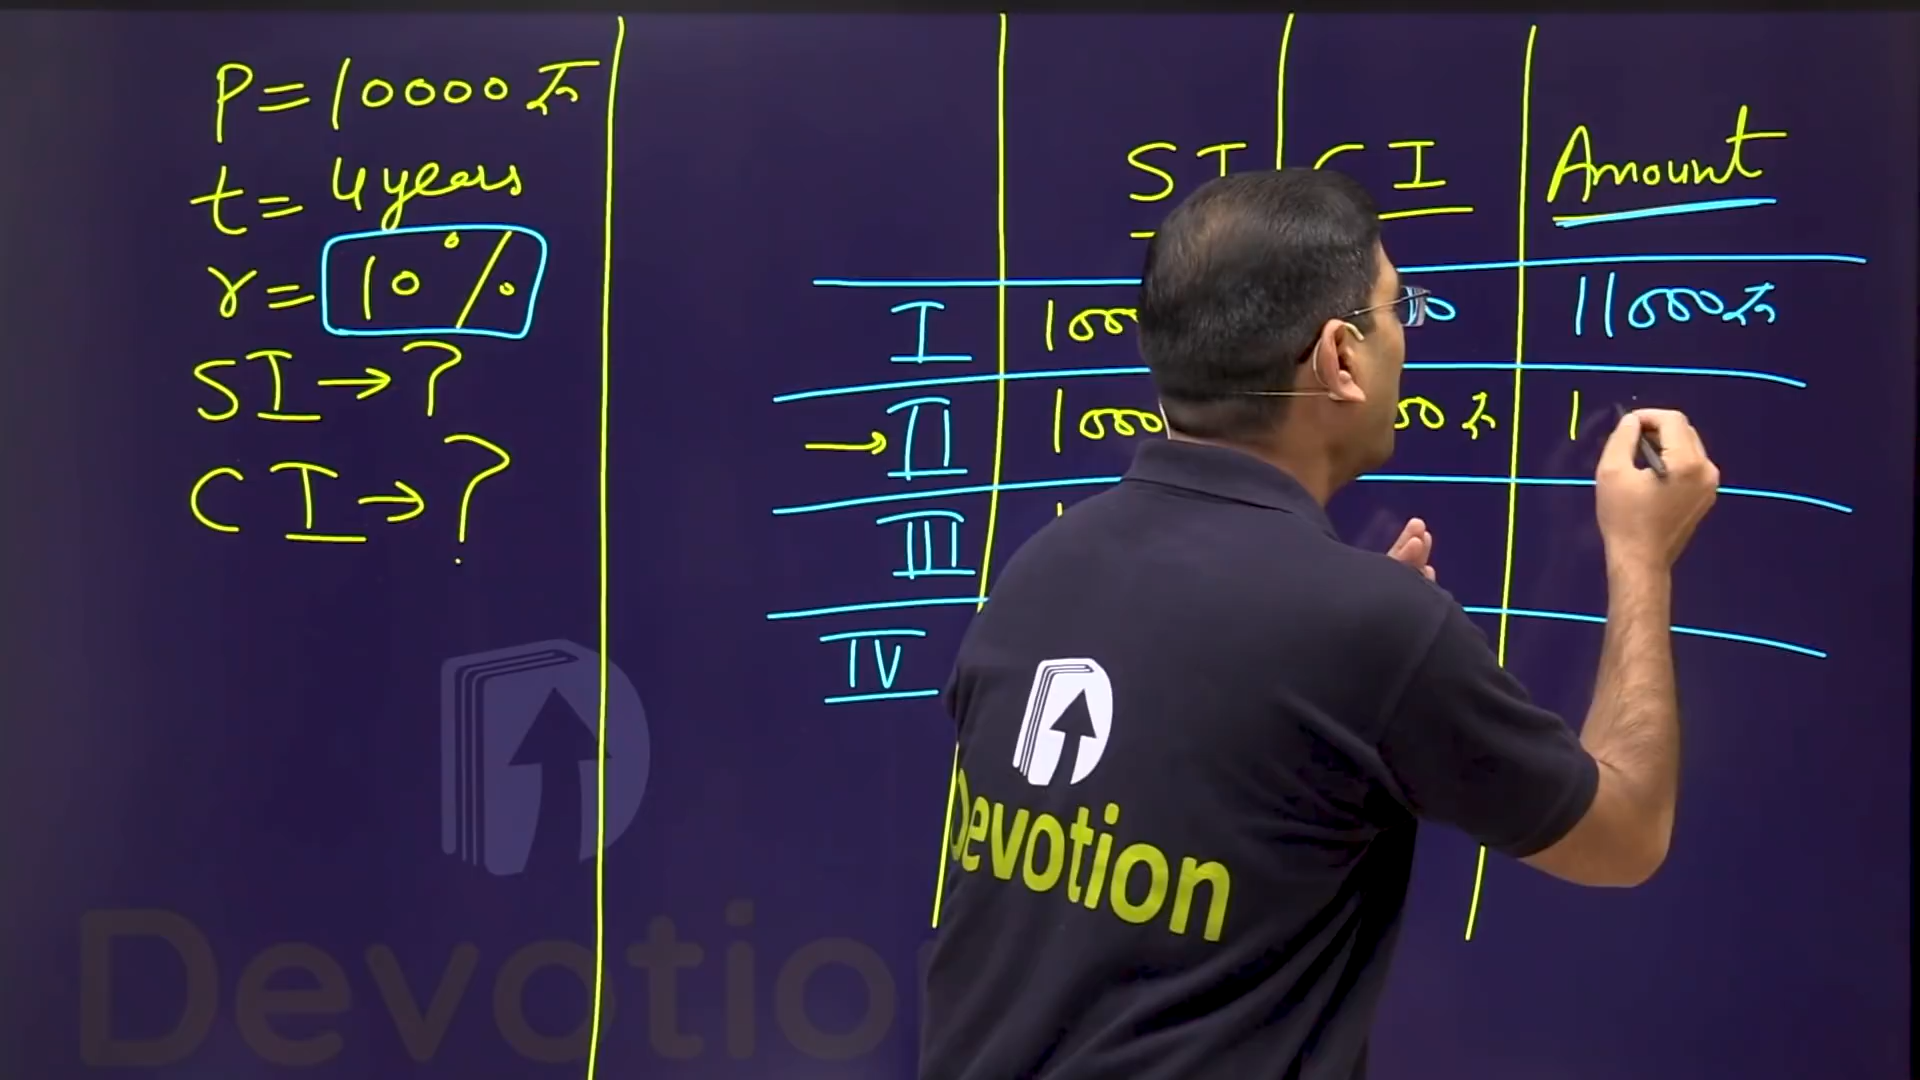 P = 10000 रु
t = 4 years
r = 10 %
SI → ?
CI → ?
SI CI Amount
I 11000 रु
→ II
III
IV
Devotion
Devotion